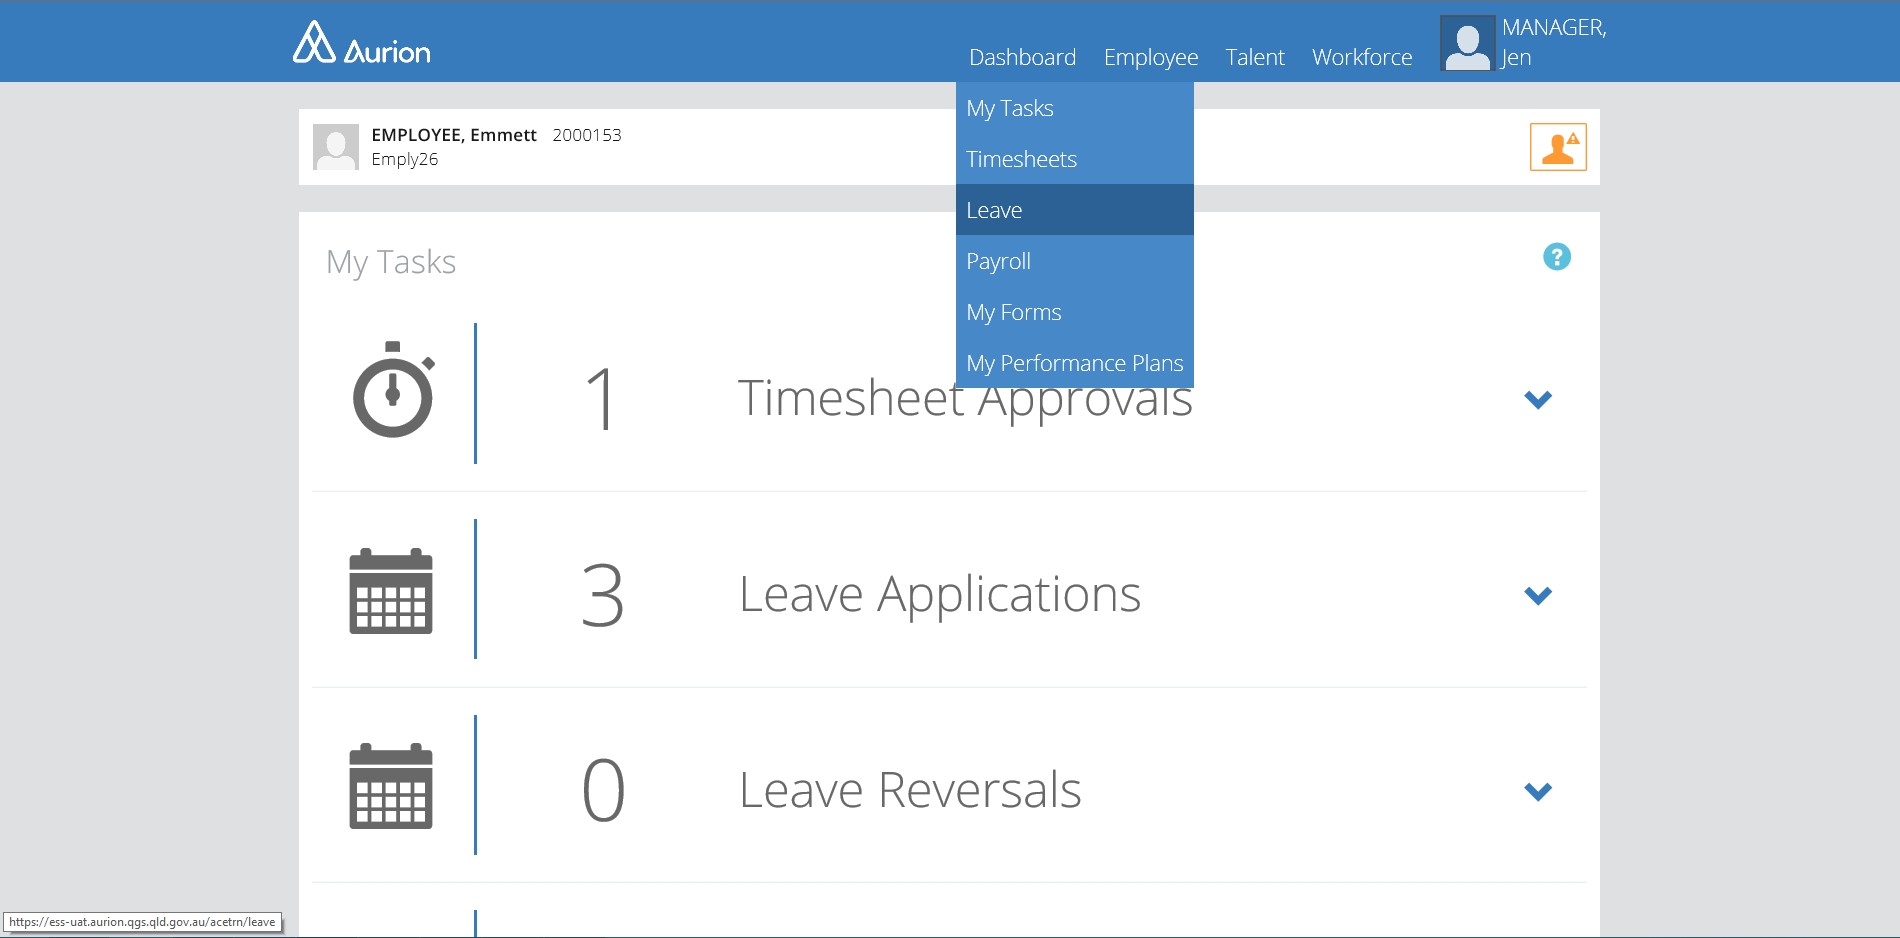 Aurion
Dashboard Employee Talent Workforce
MANAGER,
Jen
My Tasks
Timesheets
Leave
Payroll
My Forms
My Performance Plans
EMPLOYEE, Emmett 2000153
Emply26
My Tasks
?
1 Timesheet Approvals
3 Leave Applications
0 Leave Reversals
https://ess-uat.aurion.qgs.qld.gov.au/acetrn/leave